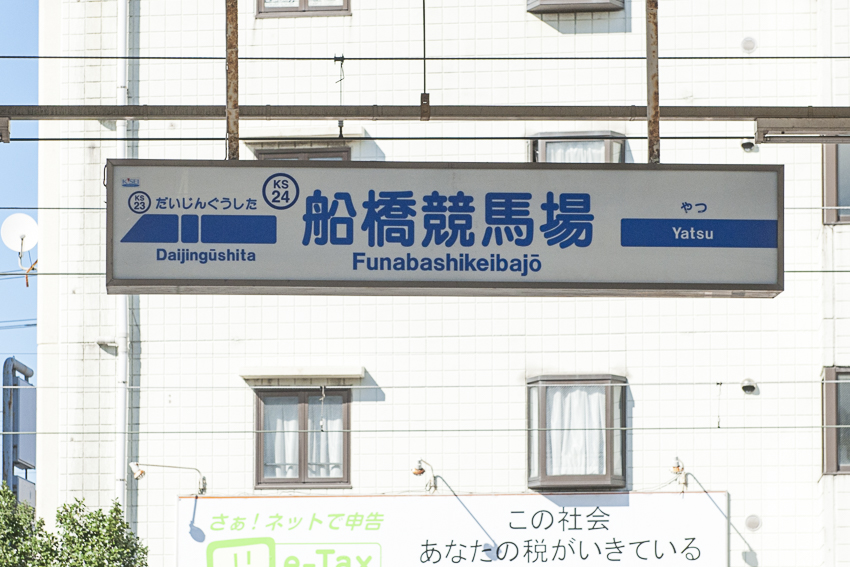 KS
23
だいじんぐうした
Daijingūshita
KS
24
船橋競馬場
Funabashikeibajō
やつ
Yatsu
さぁ！ネットで申告
e-Tax
この社会
あなたの税がいきている